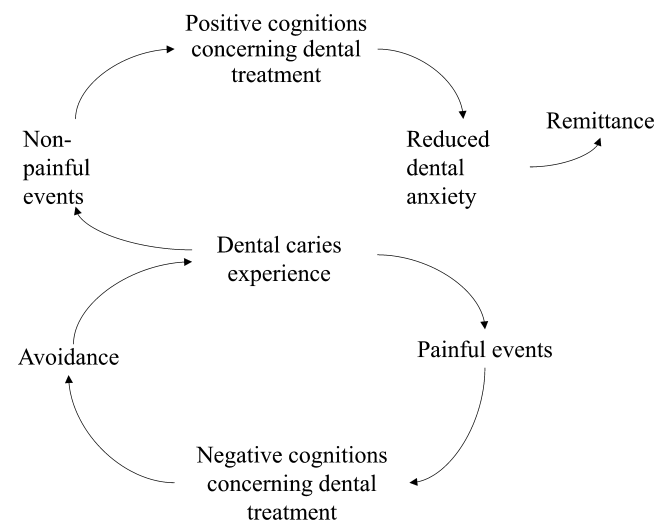 Positive cognitions
concerning dental
treatment
Remittance
Non-
painful
events
Reduced
dental
anxiety
Dental caries
experience
Avoidance
Painful events
Negative cognitions
concerning dental
treatment